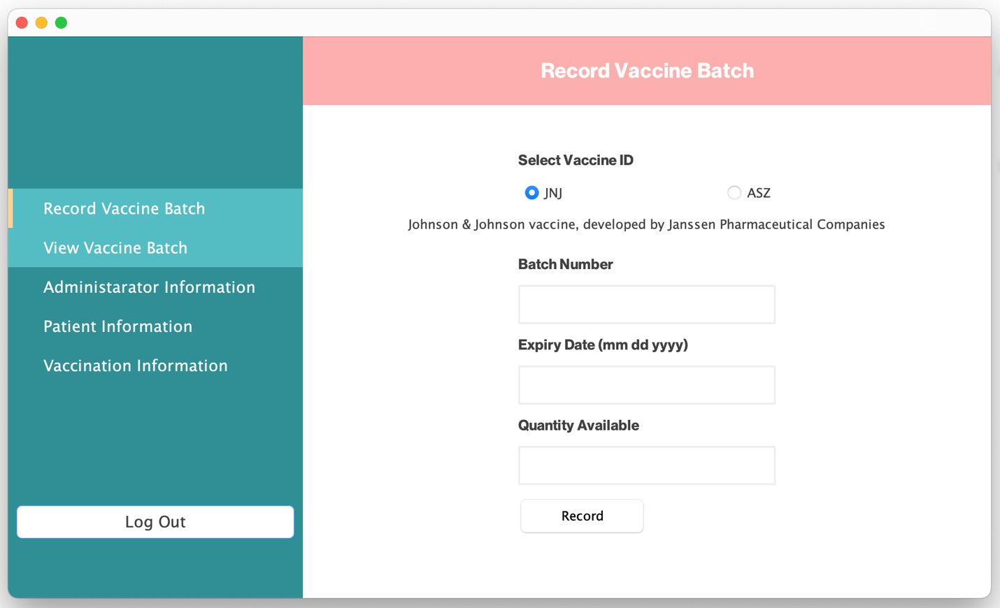 Record Vaccine Batch
View Vaccine Batch
Administarator Information
Patient Information
Vaccination Information
Log Out
Record Vaccine Batch
Select Vaccine ID
JNJ
ASZ
Johnson & Johnson vaccine, developed by Janssen Pharmaceutical Companies
Batch Number
Expiry Date (mm dd yyyy)
Quantity Available
Record